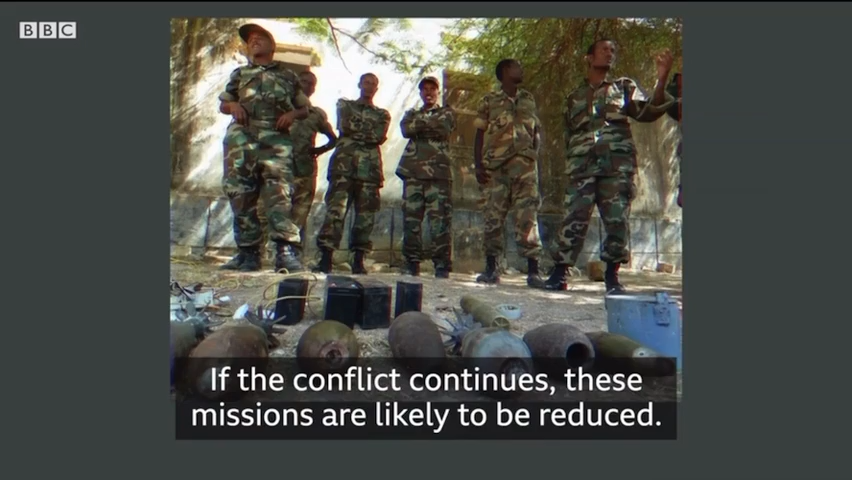 BBC
If the conflict continues, these
missions are likely to be reduced.